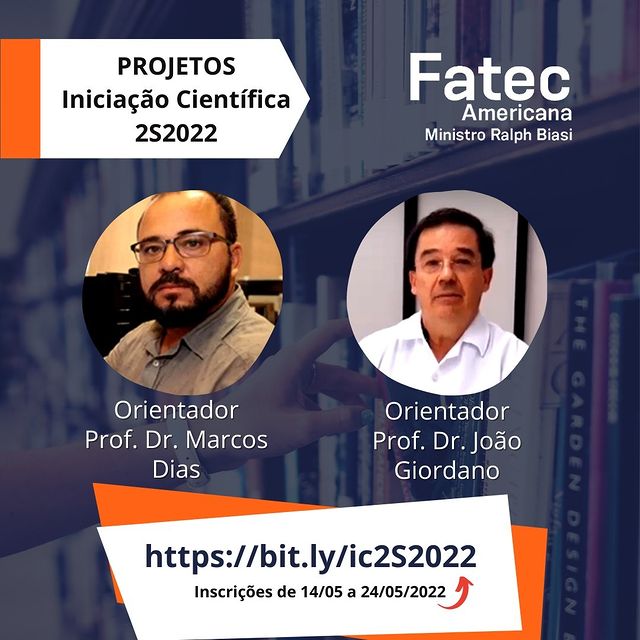 PROJETOS
Iniciação Científica
2S2022
Fatec
Americana
Ministro Ralph Biasi
Orientador
Prof. Dr. Marcos
Dias
Orientador
Prof. Dr. João
Giordano
THE GARDEN DESIGN
https://bit.ly/ic2S2022
Inscrições de 14/05 a 24/05/2022